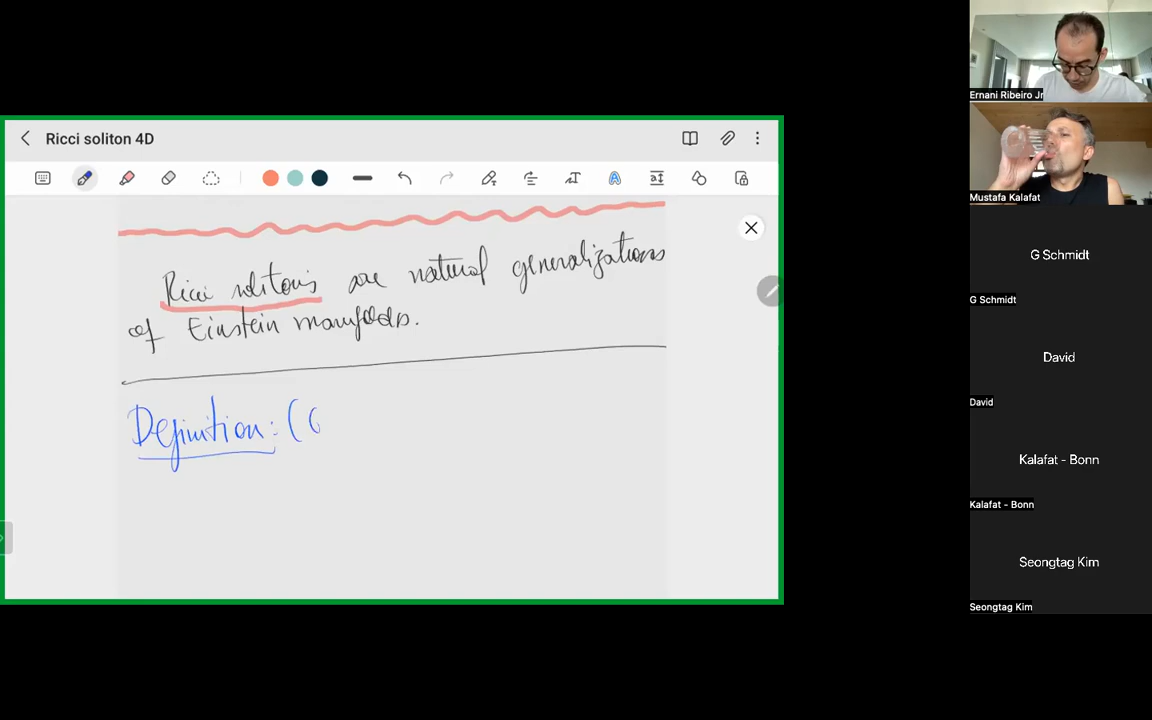 Ricci soliton 4D
Ricci solitons are natural generalizations
of Einstein manifolds.
Definition: (
Ernani Ribeiro Jr
Mustafa Kalafat
G Schmidt
G Schmidt
David
David
Kalafat - Bonn
Kalafat - Bonn
Seongtag Kim
Seongtag Kim